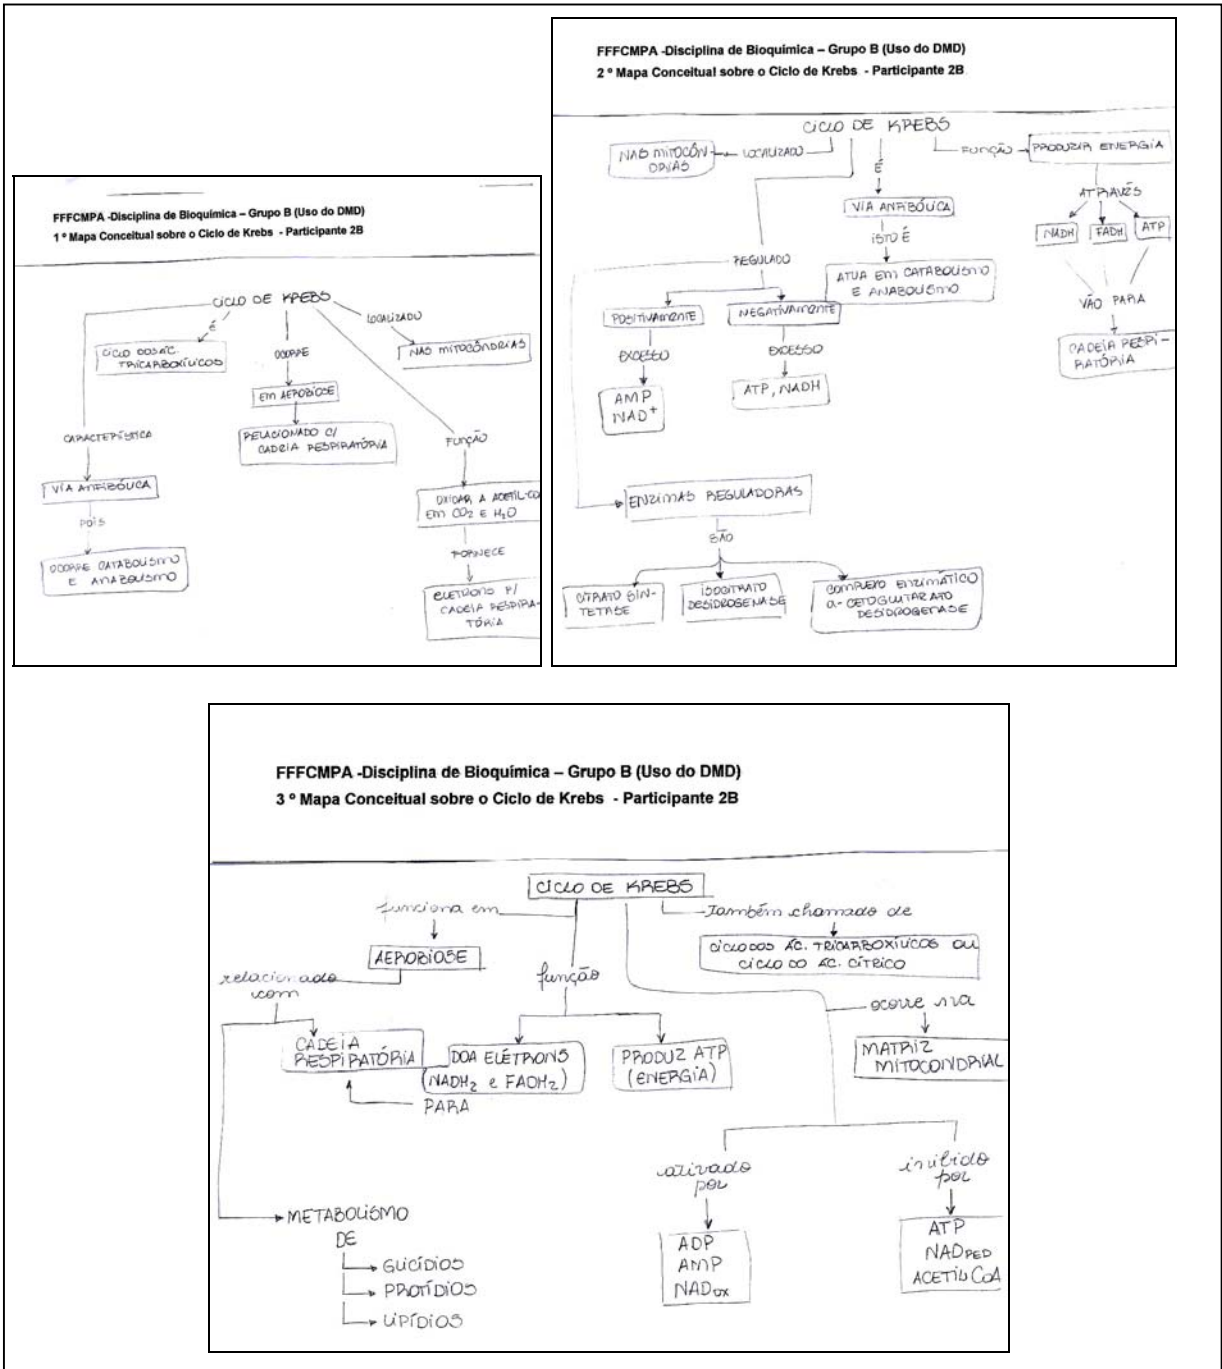 FFFCMPA -Disciplina de Bioquímica – Grupo B (Uso do DMD)
1 º Mapa Conceitual sobre o Ciclo de Krebs - Participante 2B
CICLO DE KREBS
É
CICLO DOS ÁC.
TRICARBOXÍLICOS
OCORRE
EM AEROBIOSE
RELACIONADO C/
CADEIA RESPIRATÓRIA
LOCALIZADO
NAS MITOCÔNDRIAS
CARACTERÍSTICA
VIA ANFIBÓLICA
POIS
OCORRE CATABOLISMO
E ANABOLISMO
FUNÇÃO
OXIDAR A ACETIL-CO
EM CO2 E H2O
FORNECE
ELÉTRONS P/
CADEIA RESPIRA-
TÓRIA
FFFCMPA -Disciplina de Bioquímica – Grupo B (Uso do DMD)
2 º Mapa Conceitual sobre o Ciclo de Krebs - Participante 2B
CICLO DE KREBS
LOCALIZADO
NAS MITOCÔN
DRIAS
É
VIA ANFIBÓLICA
ISTO É
ATUA EM CATABOLISMO
E ANABOLISMO
FUNÇÃO
PRODUZIR ENERGIA
ATRAVÉS
NADH
FADH
ATP
VÃO PARA
CADEIA RESPI-
RATÓRIA
REGULADO
POSITIVAMENTE
EXCESSO
AMP
NAD+
NEGATIVAMENTE
EXCESSO
ATP, NADH
ENZIMAS REGULADORAS
SÃO
CITRATO SIN-
TETASE
ISOCITRATO
DESIDROGENASE
COMPLEXO ENZIMÁTICO
α- CETOGLUTARATO
DESIDROGENASE
FFFCMPA -Disciplina de Bioquímica – Grupo B (Uso do DMD)
3 º Mapa Conceitual sobre o Ciclo de Krebs - Participante 2B
CICLO DE KREBS
funciona em
AEROBIOSE
relacionado
com
CADEIA
RESPIRATÓRIA
METABOLISMO
DE
GLICÍDIOS
PROTÍDIOS
LIPÍDIOS
função
DOA ELÉTRONS
(NADH2 e FADH2)
PARA
PRODUZ ATP
(ENERGIA)
Também chamado de
CICLO DOS ÁC. TRICARBOXÍLICOS OU
CICLO DO ÁC. CÍTRICO
ocorre na
MATRIZ
MITOCONDRIAL
ativado
por
ADP
AMP
NADox
inibido
por
ATP
NADRED
ACETIL CoA